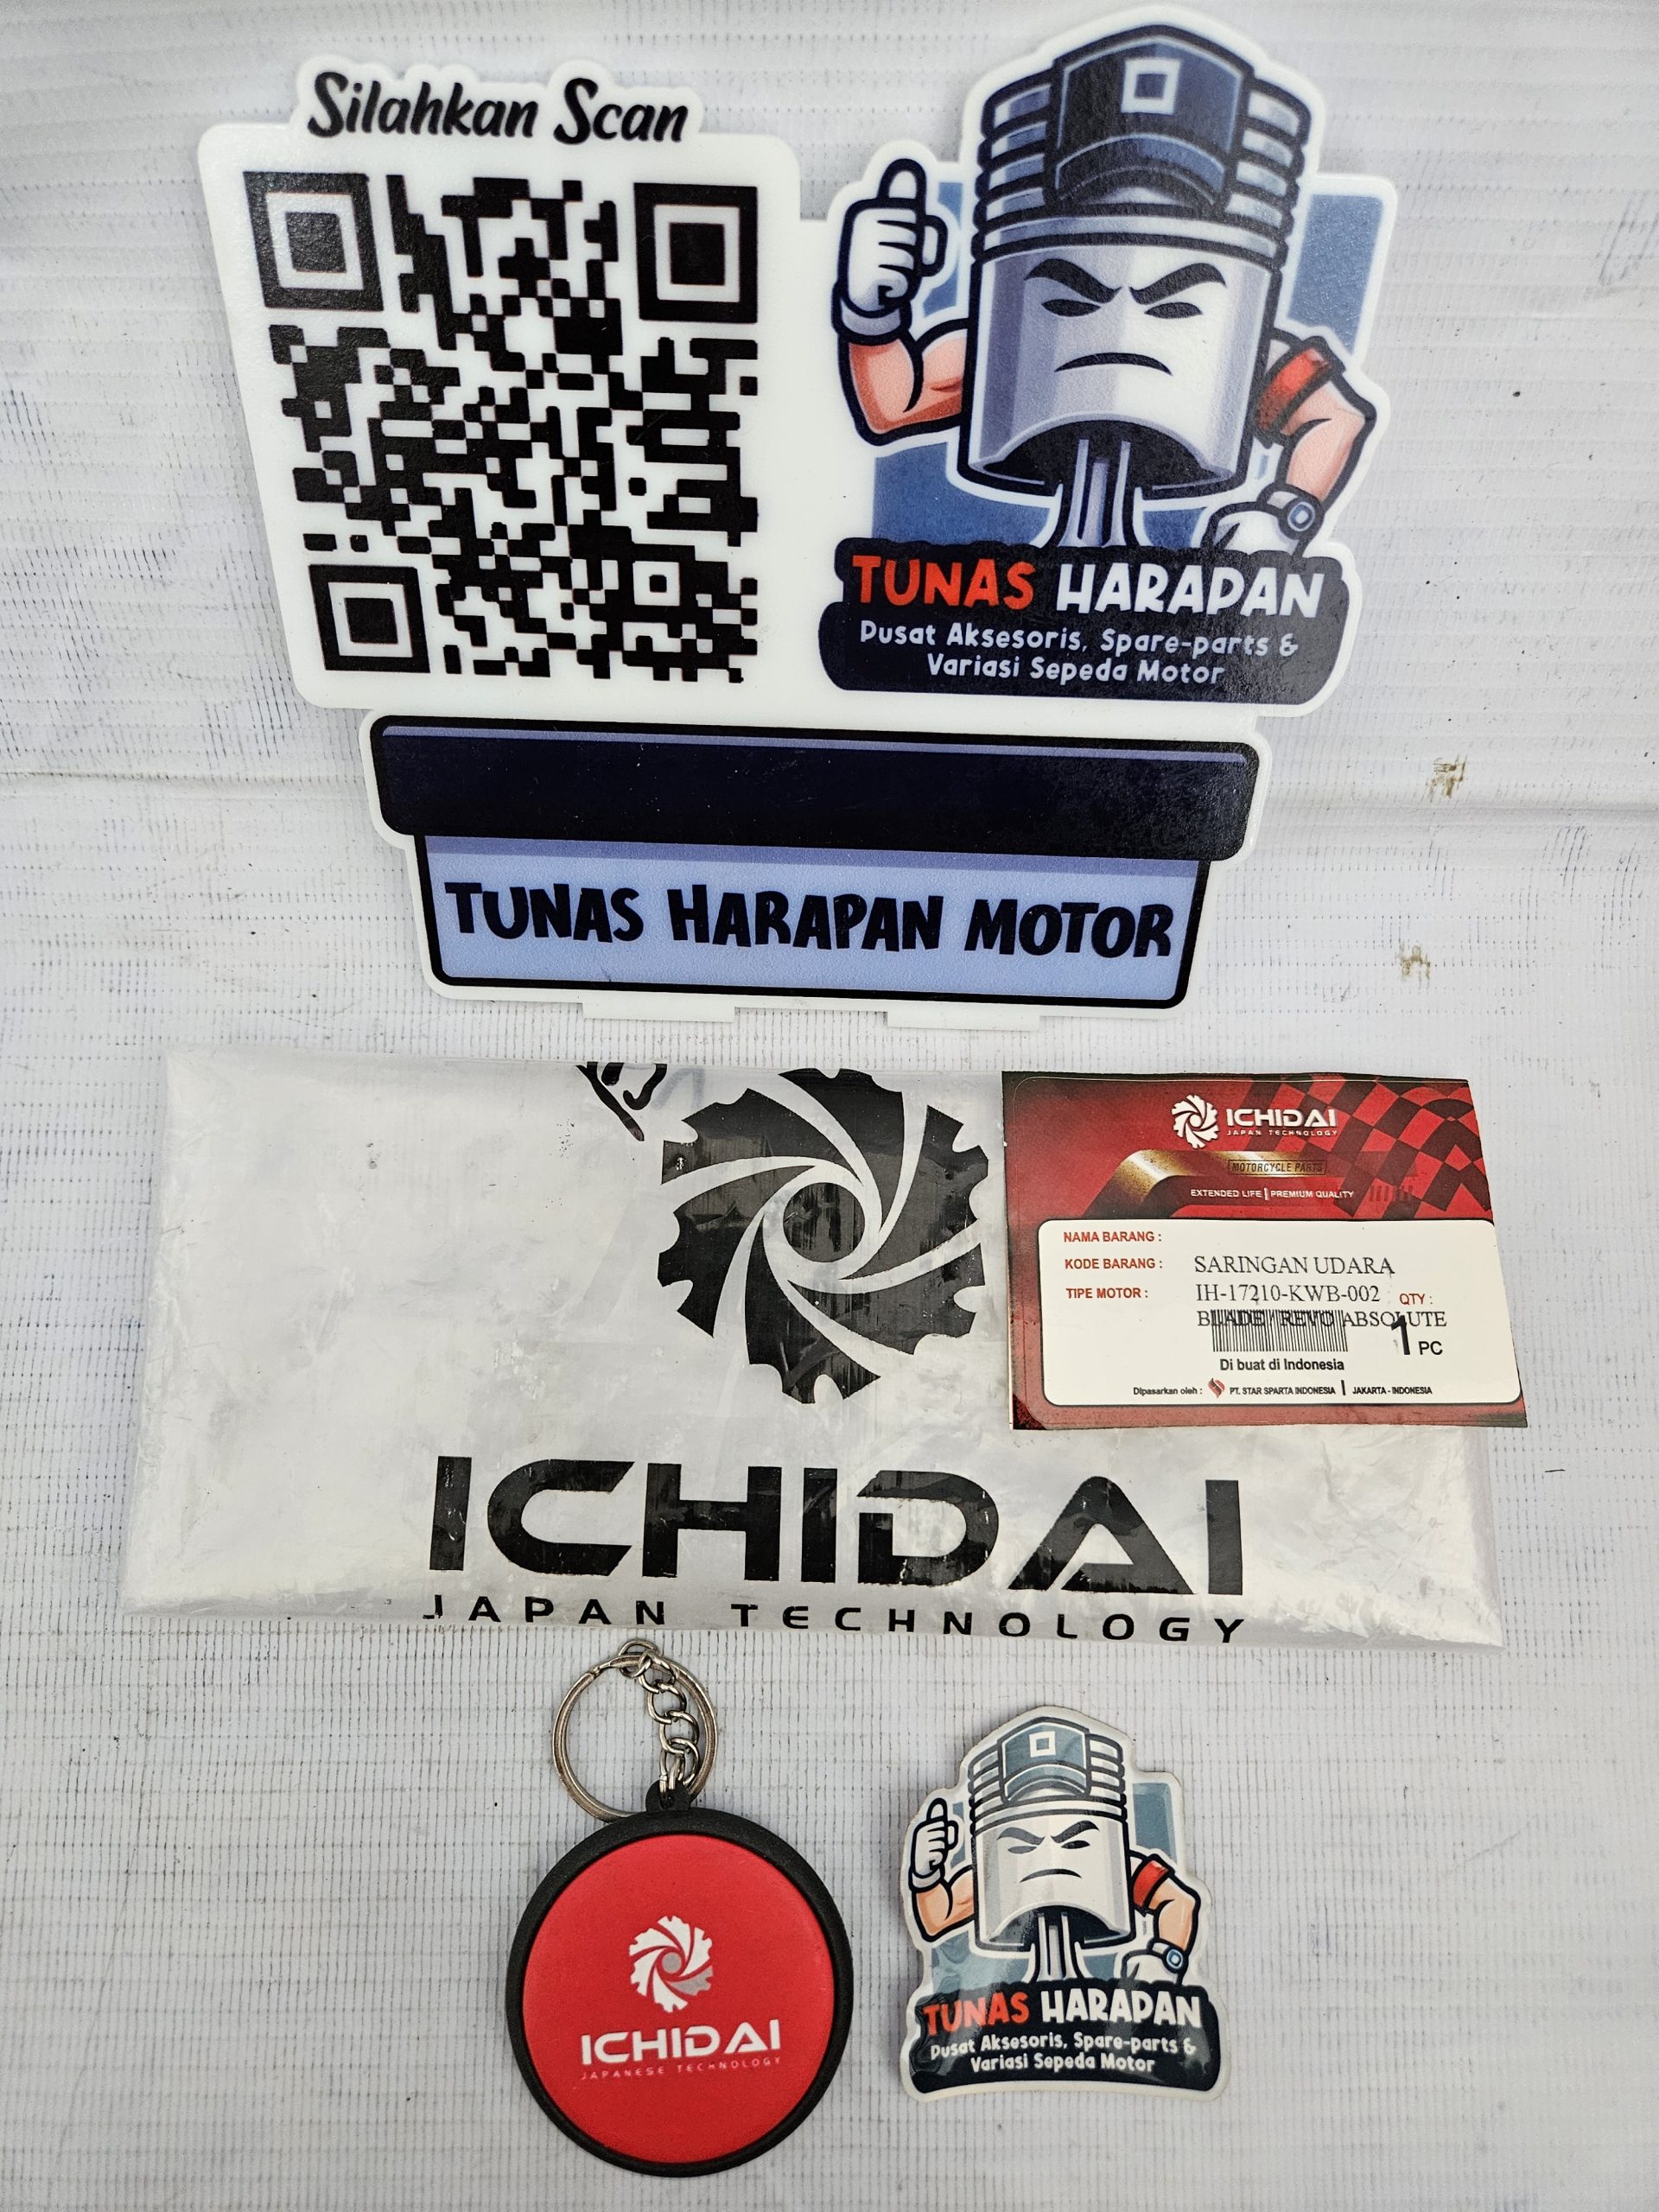 Silahkan Scan
TUNAS HARAPAN
Pusat Aksesoris, Spare-parts &
Variasi Sepeda Motor
TUNAS HARAPAN MOTOR
ICHIDAI
JAPAN TECHNOLOGY
MOTORCYCLE PARTS
EXTENDED LIFE | PREMIUM QUALITY
NAMA BARANG :
KODE BARANG : SARINGAN UDARA
TIPE MOTOR : IH-17210-KWB-002 QTY :
BLADE / REVO ABSOLUTE
1 PC
Di buat di Indonesia
Dipasarkan oleh : PT. STAR SPARTA INDONESIA | JAKARTA - INDONESIA
ICHIDAI
JAPAN TECHNOLOGY
ICHIDAI
JAPANESE TECHNOLOGY
TUNAS HARAPAN
Pusat Aksesoris, Spare-parts &
Variasi Sepeda Motor